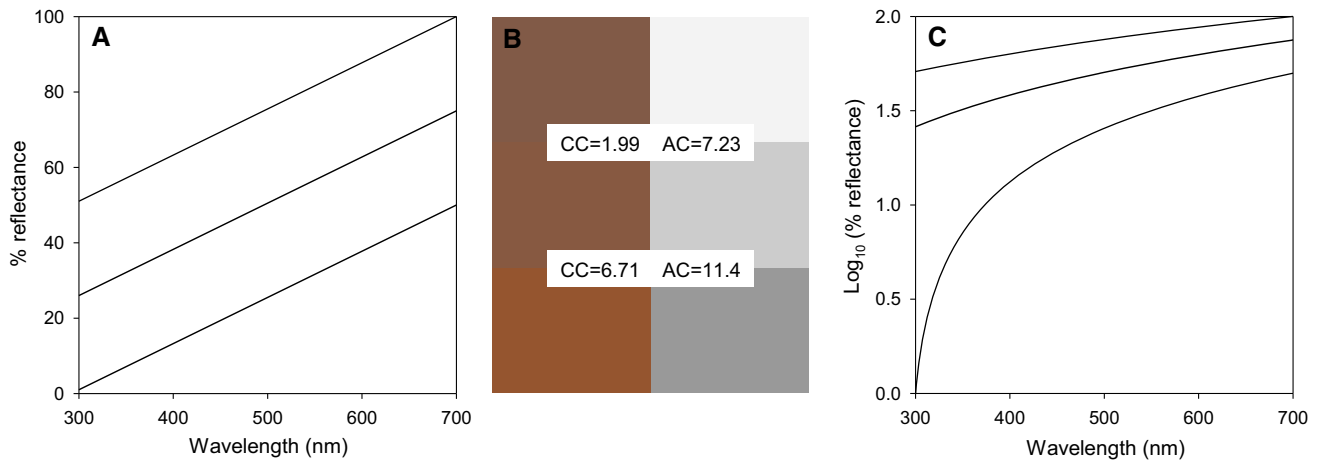 A
100
80
60
40
20
0
% reflectance
300 400 500 600 700
Wavelength (nm)
B
CC=1.99 AC=7.23
CC=6.71 AC=11.4
C
2.0
1.5
1.0
0.5
0.0
Log₁₀ (% reflectance)
300 400 500 600 700
Wavelength (nm)